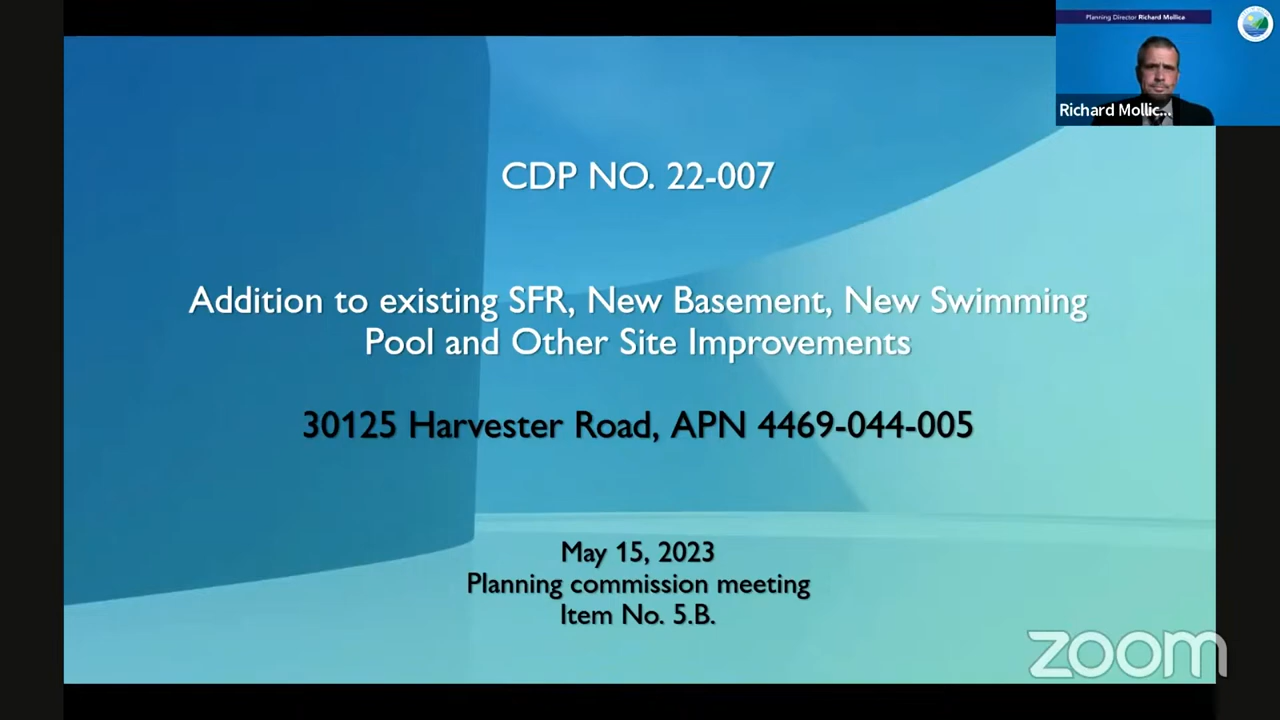 Planning Director Richard Mollica
Richard Mollic...
CDP NO. 22-007
Addition to existing SFR, New Basement, New Swimming
Pool and Other Site Improvements
30125 Harvester Road, APN 4469-044-005
May 15, 2023
Planning commission meeting
Item No. 5.B.
zoom